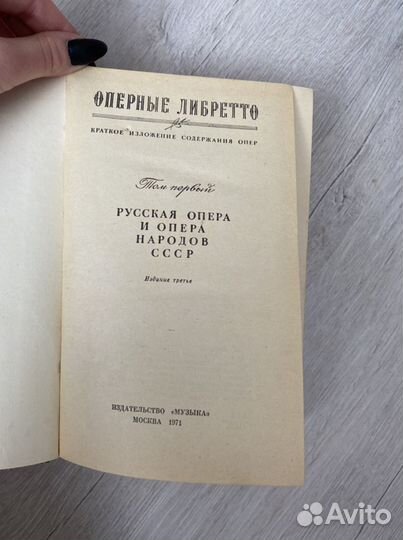 ОПЕРНЫЕ ЛИБРЕТТО
КРАТКОЕ ИЗЛОЖЕНИЕ СОДЕРЖАНИЯ ОПЕР
Том первый
РУССКАЯ ОПЕРА
И ОПЕРА
НАРОДОВ
СССР
Издание третье
ИЗДАТЕЛЬСТВО «МУЗЫКА»
МОСКВА 1971
Avito